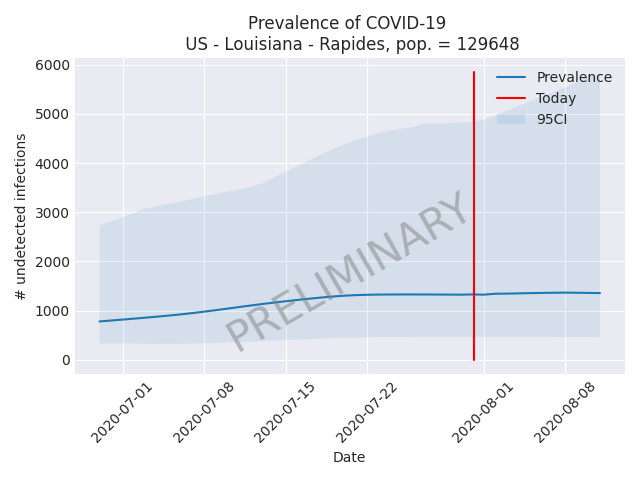 Prevalence of COVID-19
US - Louisiana - Rapides, pop. = 129648
6000
5000
4000
3000
2000
1000
0
# undetected infections
Prevalence
Today
95CI
PRELIMINARY
2020-07-01
2020-07-08
2020-07-15
2020-07-22
2020-08-01
2020-08-08
Date